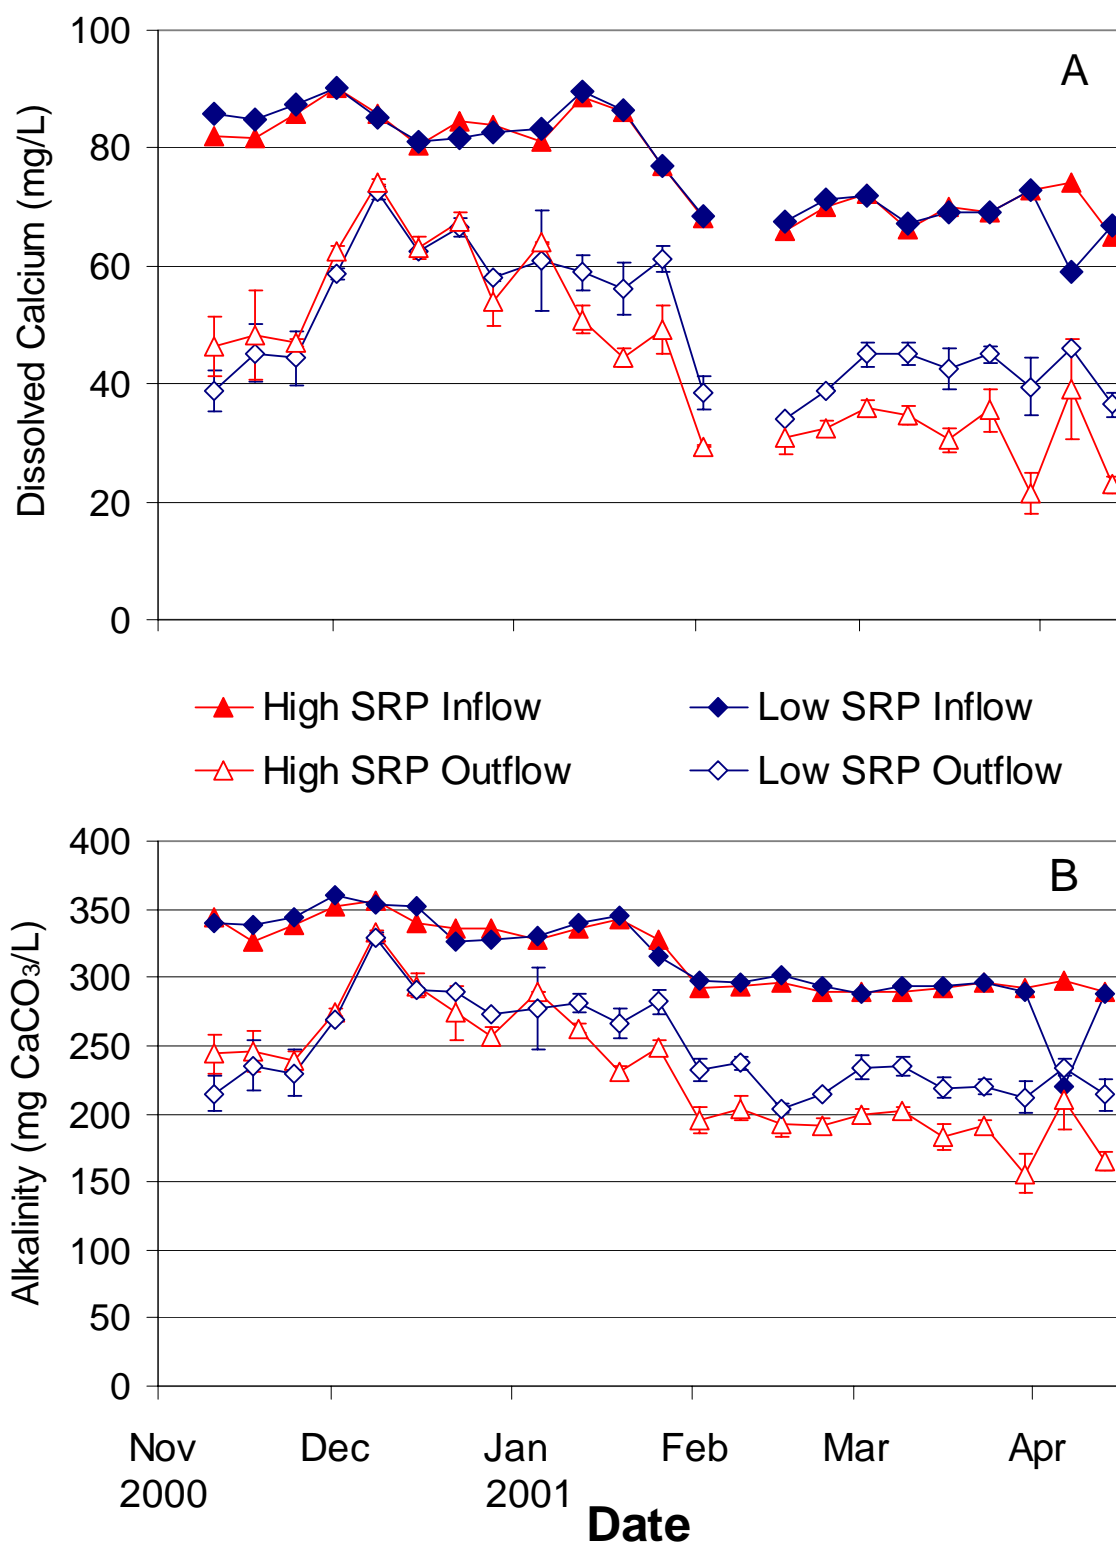 A
Dissolved Calcium (mg/L)
100
80
60
40
20
0
High SRP Inflow
Low SRP Inflow
High SRP Outflow
Low SRP Outflow
B
Alkalinity (mg CaCO₃/L)
400
350
300
250
200
150
100
50
0
Nov Dec Jan Feb Mar Apr
2000 2001
Date